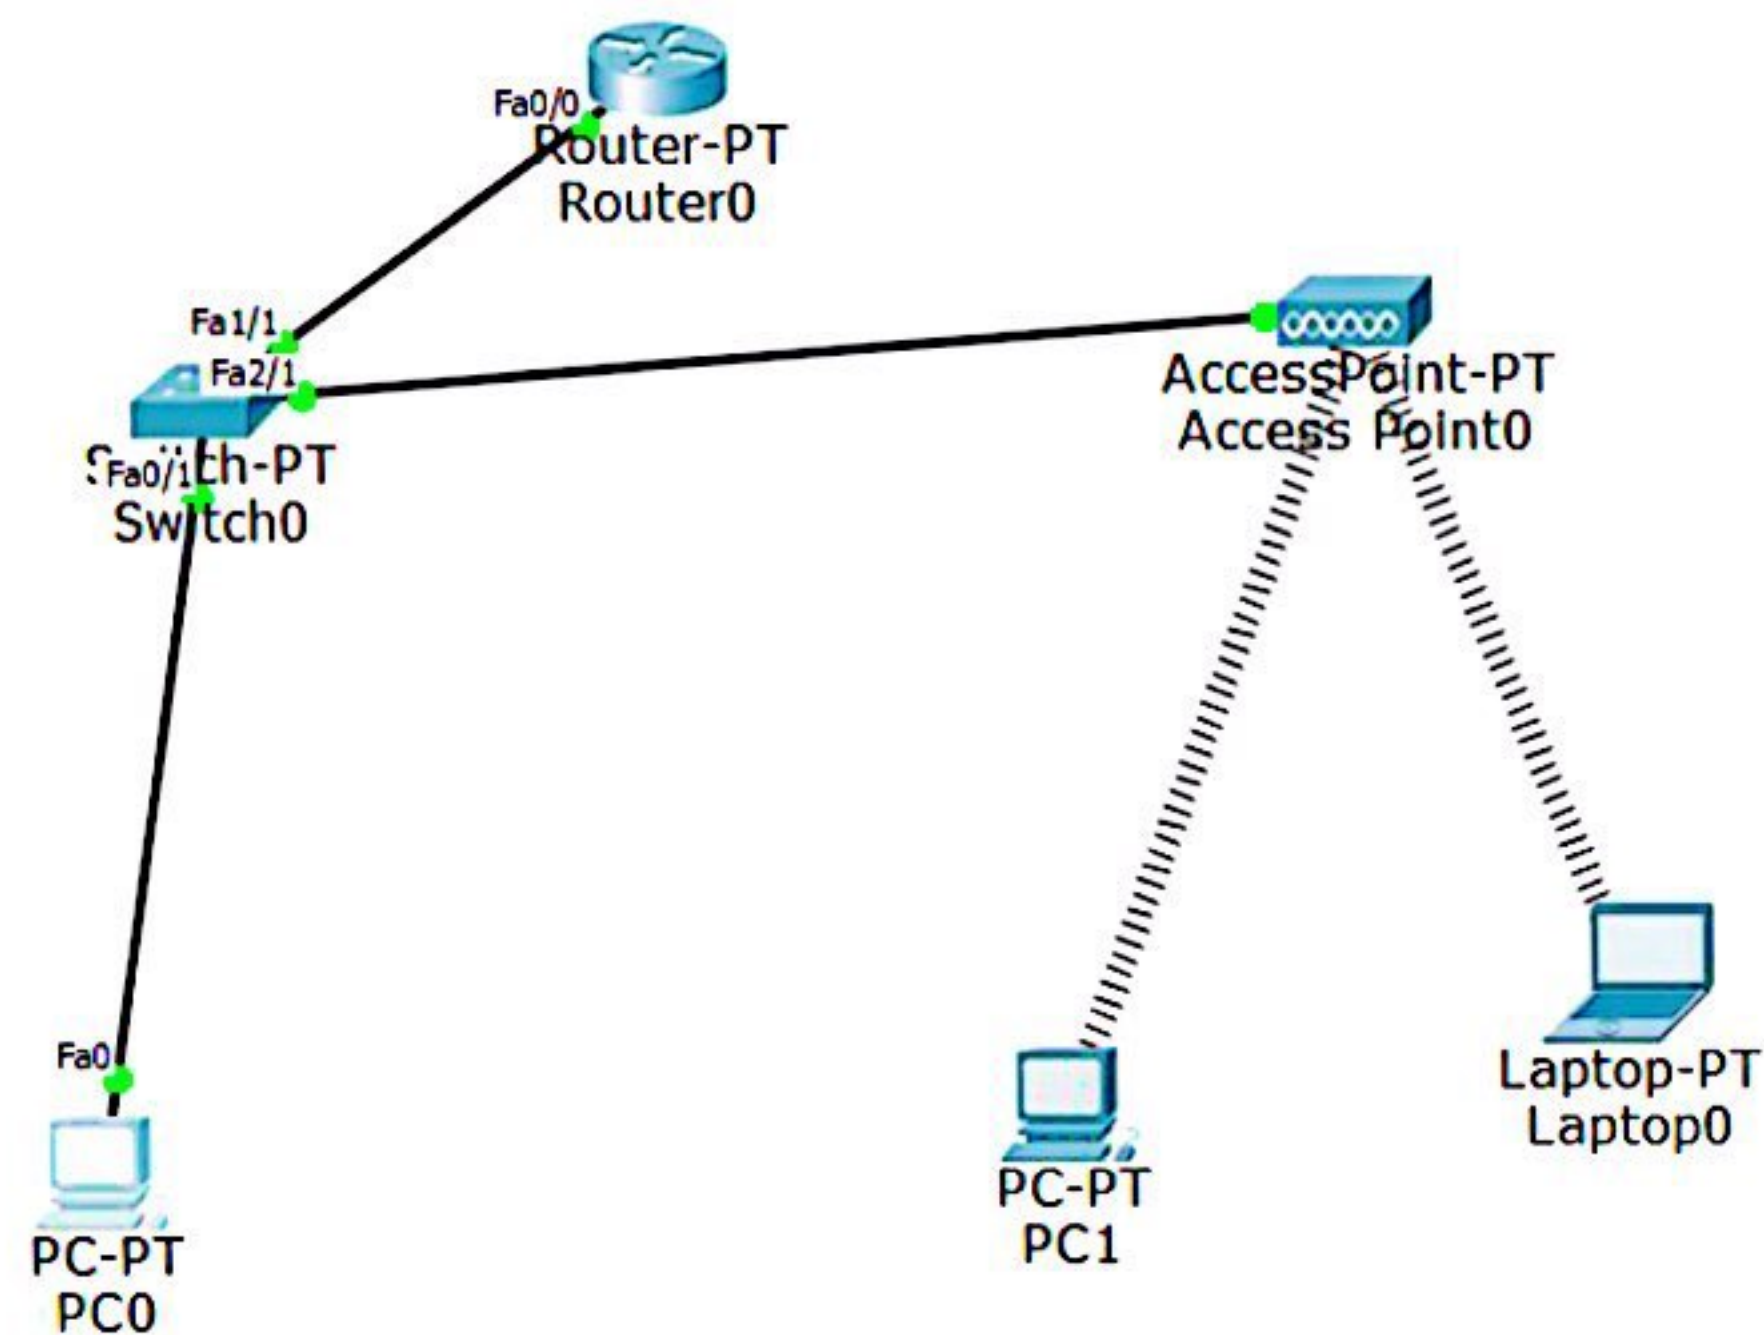 Fa0/0
Router-PT
Router0
Fa1/1
Fa2/1
AccessPoint-PT
Access Point0
Fa0/1
Switch0
Fa0
PC-PT
PC0
PC-PT
PC1
Laptop-PT
Laptop0